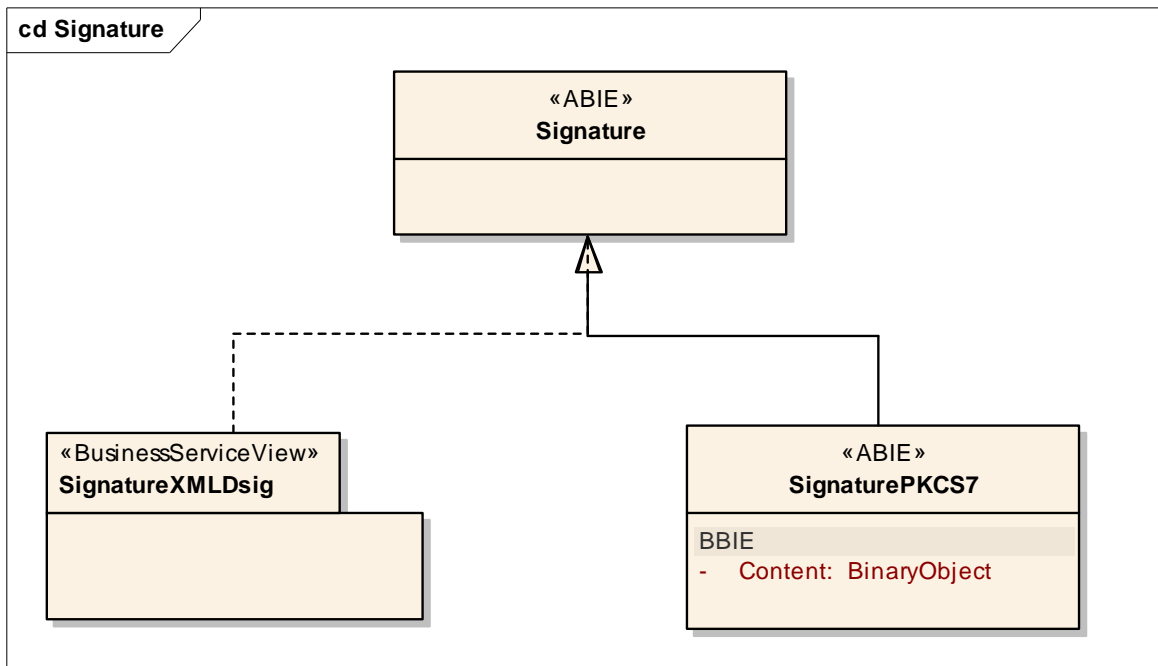 cd Signature
«ABIE»
Signature
«BusinessServiceView»
SignatureXMLDsig
«ABIE»
SignaturePKCS7
BBIE
- Content: BinaryObject